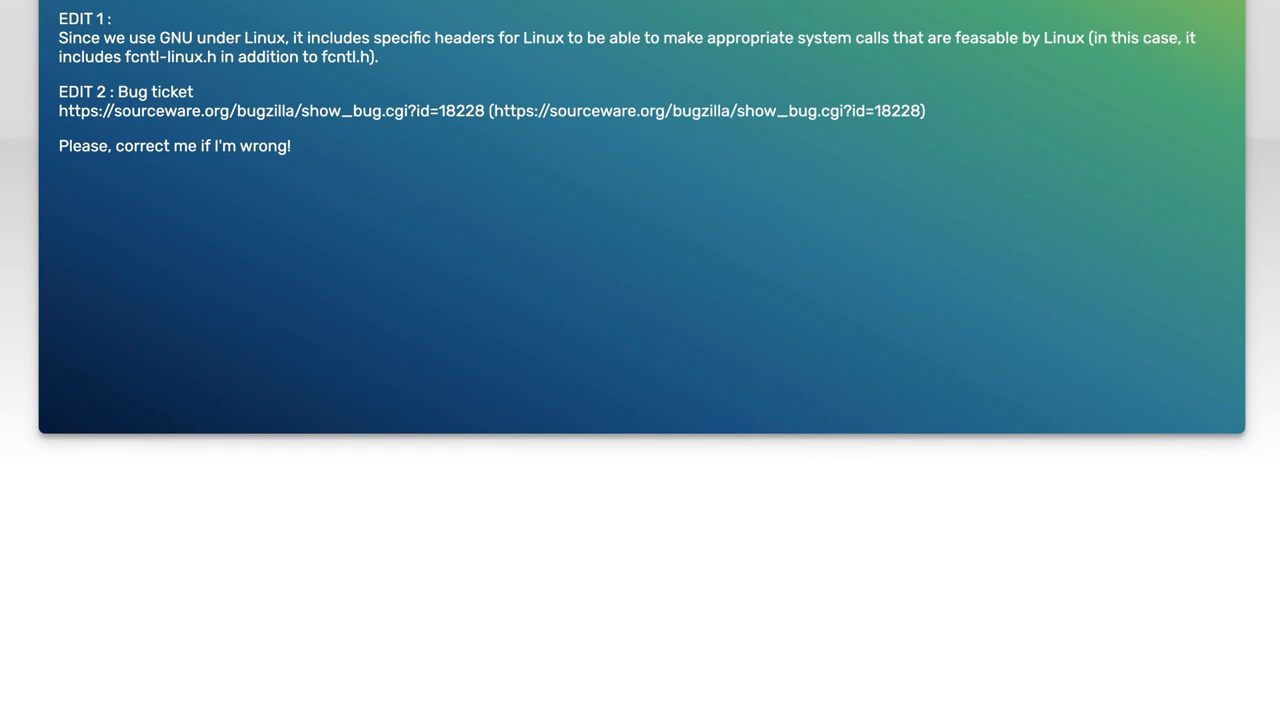 EDIT 1 :
Since we use GNU under Linux, it includes specific headers for Linux to be able to make appropriate system calls that are feasable by Linux (in this case, it
includes fcntl-linux.h in addition to fcntl.h).
EDIT 2 : Bug ticket
https://sourceware.org/bugzilla/show_bug.cgi?id=18228 (https://sourceware.org/bugzilla/show_bug.cgi?id=18228)
Please, correct me if I'm wrong!